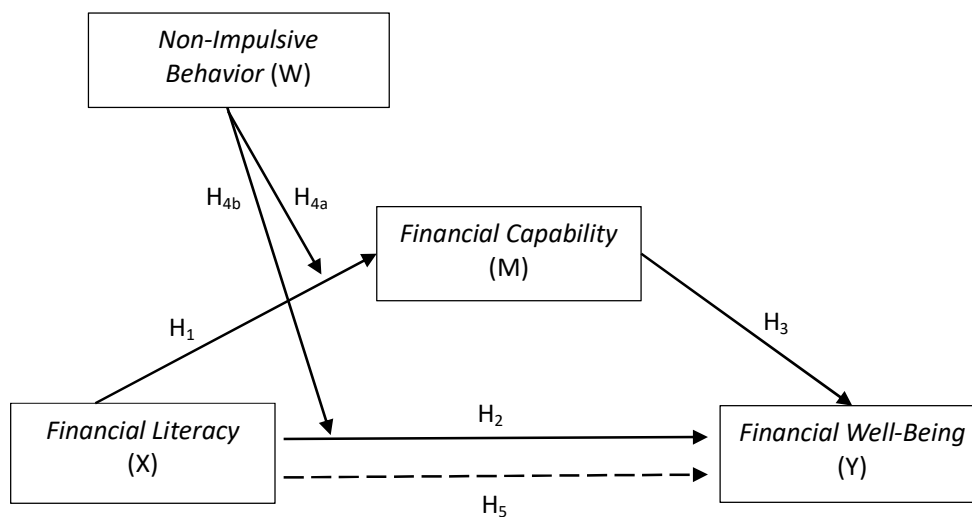 Non-Impulsive
Behavior (W)
H4b
H4a
Financial Capability
(M)
H1
H3
Financial Literacy
(X)
H2
Financial Well-Being
(Y)
H5